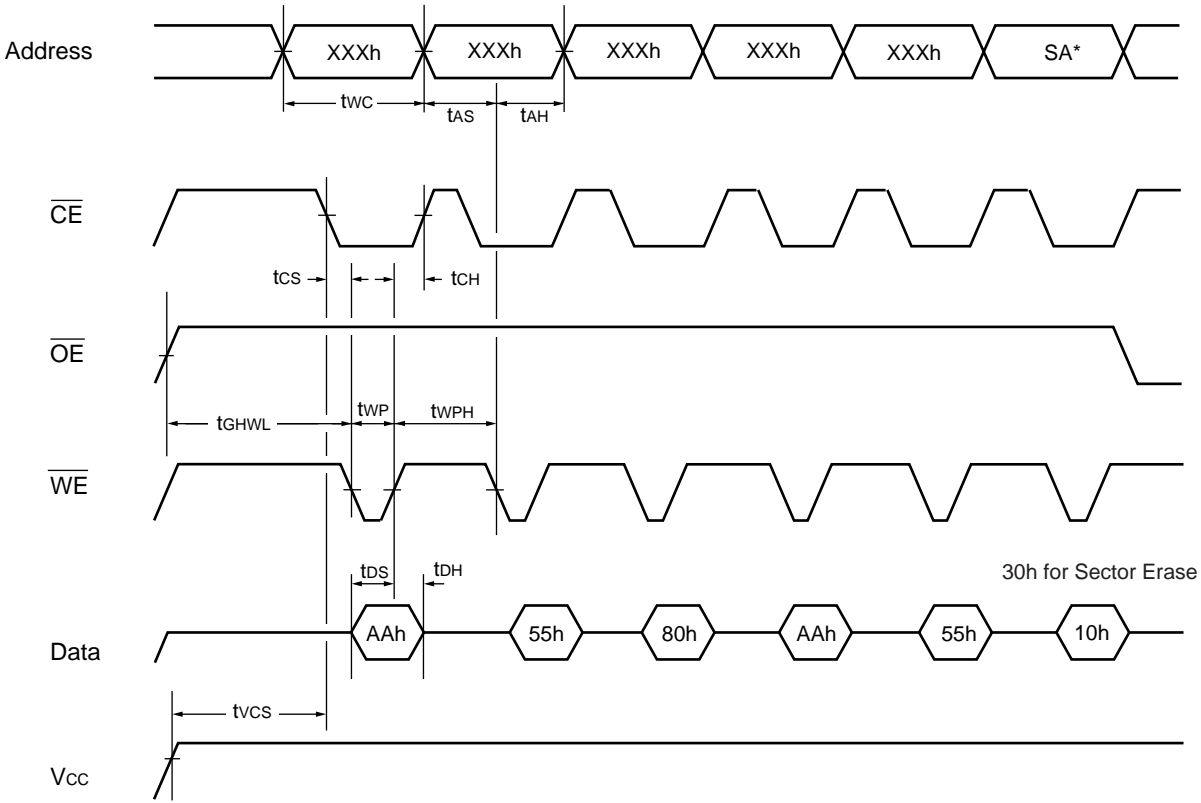 Address
XXXh XXXh XXXh XXXh XXXh SA*
tWC tAS tAH
CE
tCS tCH
OE
tGHWL tWP tWPH
WE
tDS tDH
30h for Sector Erase
Data
AAh 55h 80h AAh 55h 10h
tVCS
VCC